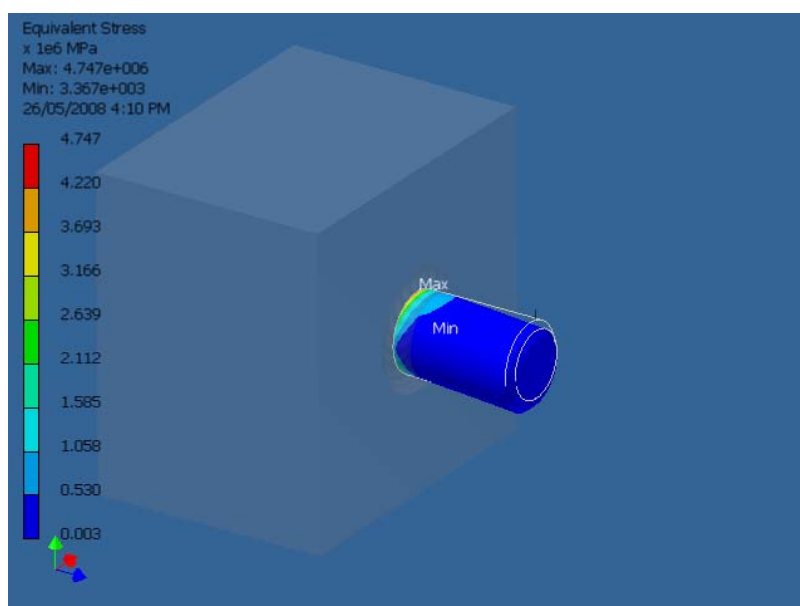 Equivalent Stress
x 1e6 MPa
Max: 4.747e+006
Min: 3.367e+003
26/05/2008 4:10 PM
4.747
4.220
3.693
3.166
2.639
2.112
1.585
1.058
0.530
0.003
Max
Min